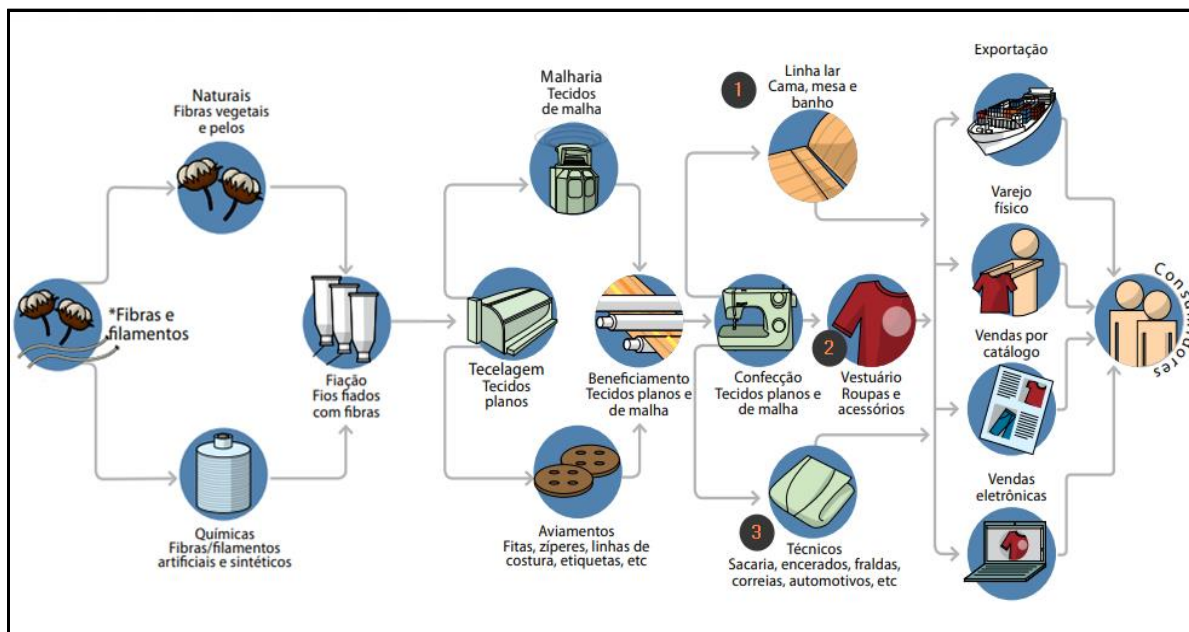 Naturais
Fibras vegetais
e pelos
*Fibras e
filamentos
Químicas
Fibras/filamentos
artificiais e sintéticos
Fiação
Fios fiados
com fibras
Malharia
Tecidos
de malha
Tecelagem
Tecidos
planos
Aviamentos
Fitas, zíperes, linhas de
costura, etiquetas, etc
Beneficiamento
Tecidos planos e
de malha
Confecção
Tecidos planos e
de malha
1
Linha lar
Cama, mesa e
banho
2
Vestuário
Roupas e
acessórios
3
Técnicos
Sacaria, encerados, fraldas,
correias, automotivos, etc
Exportação
Varejo
físico
Vendas por
catálogo
Vendas
eletrônicas
Consumidores